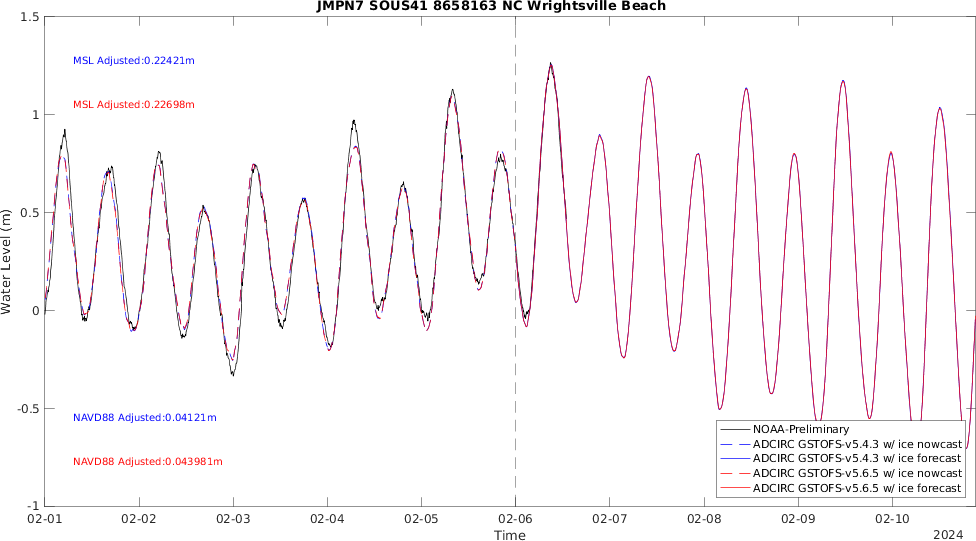 JMPN7 SOUS41 8658163 NC Wrightsville Beach
1.5
MSL Adjusted:0.22421m
MSL Adjusted:0.22698m
1
0.5
Water Level (m)
0
-0.5
NAVD88 Adjusted:0.04121m
NAVD88 Adjusted:0.043981m
NOAA-Preliminary
ADCIRC GSTOFS-v5.4.3 w/ ice nowcast
ADCIRC GSTOFS-v5.4.3 w/ ice forecast
ADCIRC GSTOFS-v5.6.5 w/ ice nowcast
ADCIRC GSTOFS-v5.6.5 w/ ice forecast
-1
02-01 02-02 02-03 02-04 02-05 02-06 02-07 02-08 02-09 02-10
Time
2024